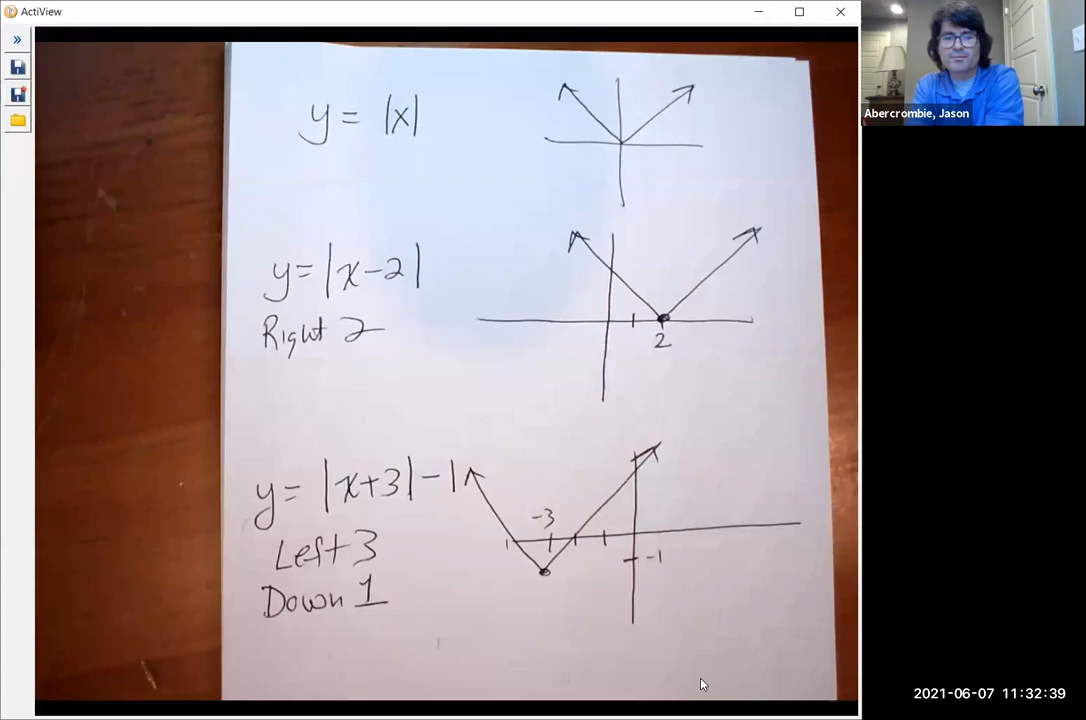 ActiView
»
y = |x|
y = |x-2|
Right 2
2
y = |x+3|-1
Left 3
Down 1
-3
-1
Abercrombie, Jason
2021-06-07 11:32:39